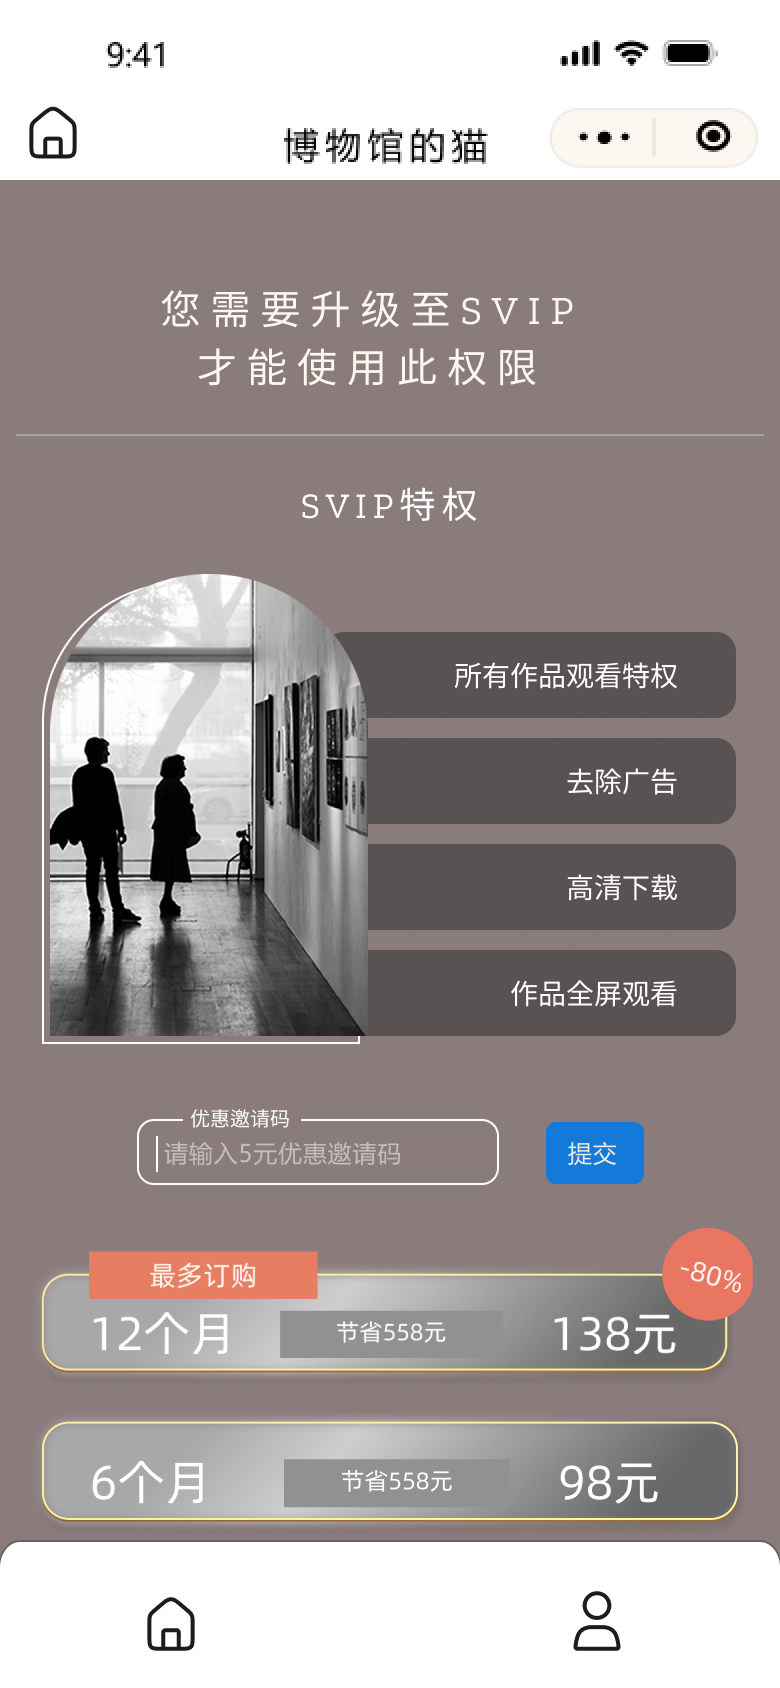 9:41
博物馆的猫
您需要升级至SVIP
才能使用此权限
SVIP特权
所有作品观看特权
去除广告
高清下载
作品全屏观看
优惠邀请码
请输入5元优惠邀请码
提交
最多订购
-80%
12个月 节省558元 138元
6个月 节省558元 98元